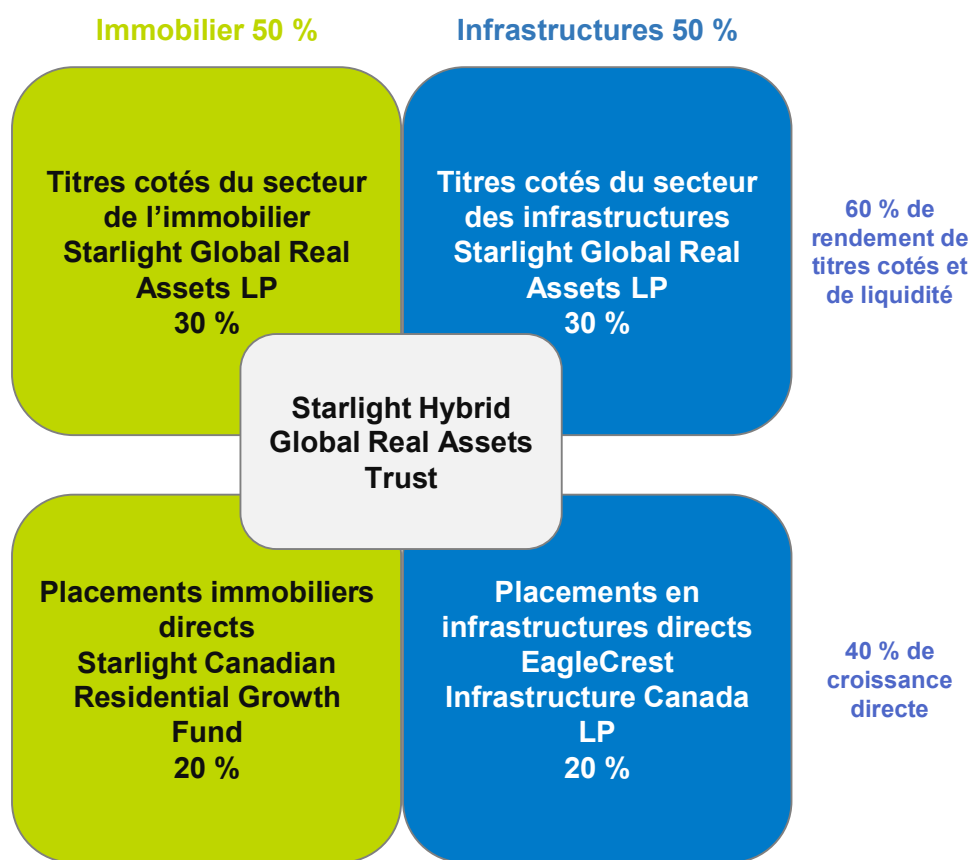 Immobilier 50 %
Infrastructures 50 %
Titres cotés du secteur
de l’immobilier
Starlight Global Real
Assets LP
30 %
Titres cotés du secteur
des infrastructures
Starlight Global Real
Assets LP
30 %
60 % de
rendement de
titres cotés et
de liquidité
Starlight Hybrid
Global Real Assets
Trust
Placements immobiliers
directs
Starlight Canadian
Residential Growth
Fund
20 %
Placements en
infrastructures directs
EagleCrest
Infrastructure Canada
LP
20 %
40 % de
croissance
directe